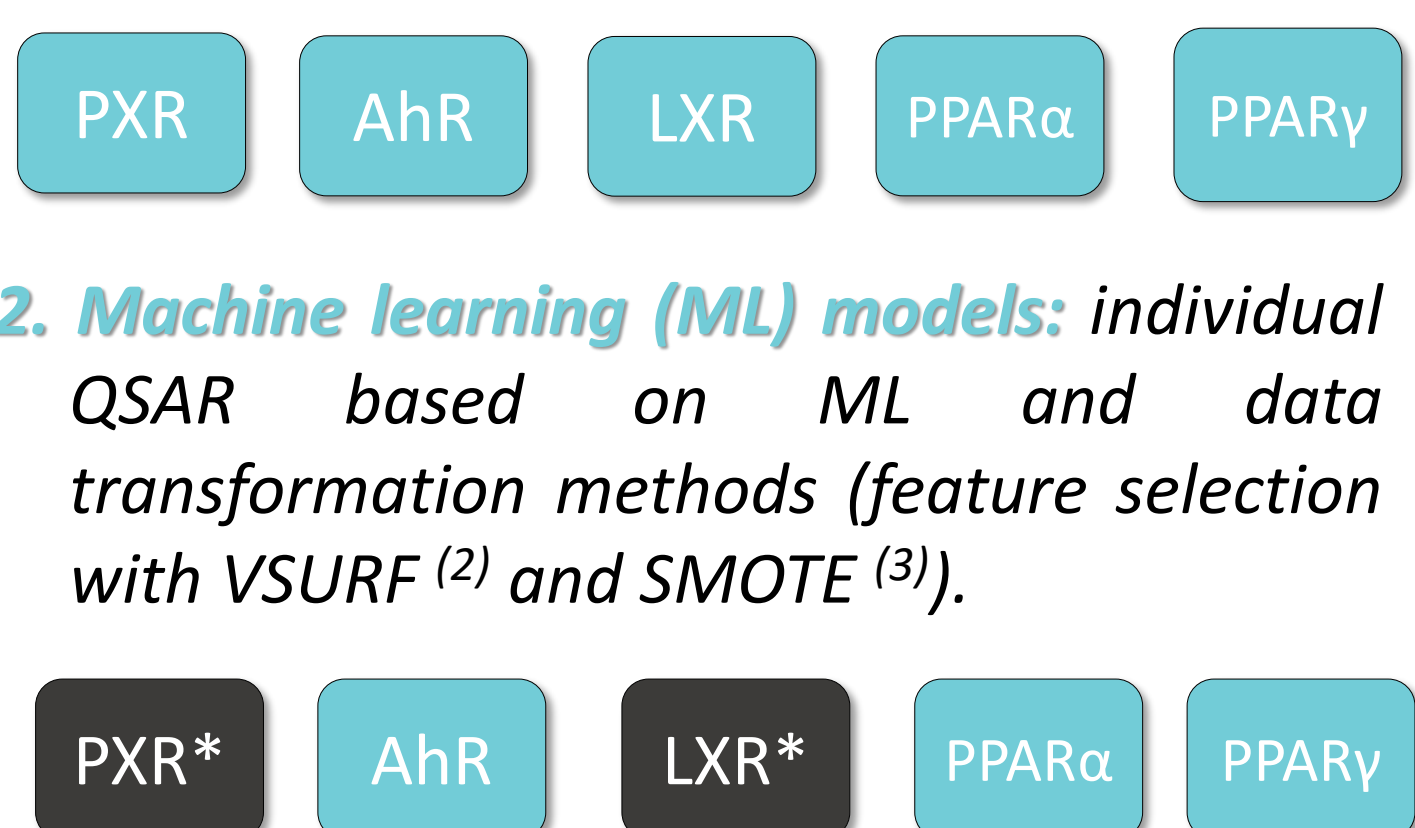 PXR AhR LXR PPARα PPARγ
2. Machine learning (ML) models: individual
QSAR based on ML and data
transformation methods (feature selection
with VSURF (2) and SMOTE (3)).
PXR* AhR LXR* PPARα PPARγ